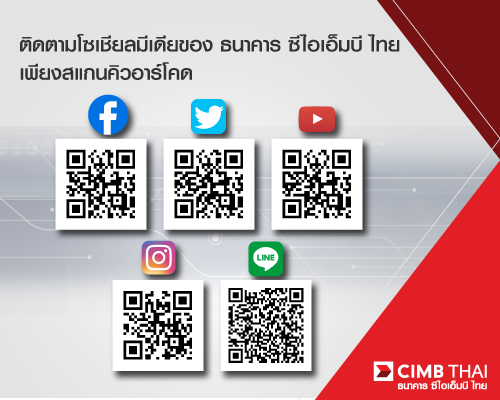 ติดตามโซเชียลมีเดียของ ธนาคาร ซีไอเอ็มบี ไทย
เพียงสแกนคิวอาร์โคด
LINE
CIMB THAI
ธนาคาร ซีไอเอ็มบี ไทย